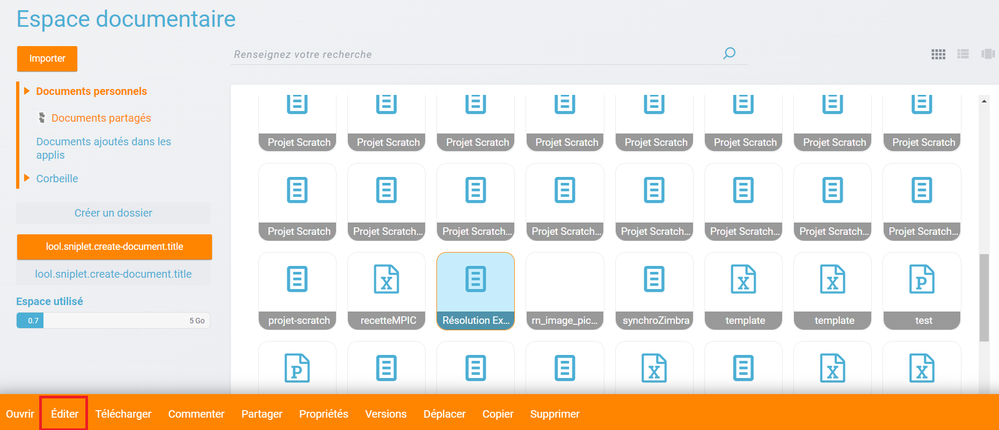 Espace documentaire
Importer
Renseignez votre recherche
Documents personnels
Documents partagés
Documents ajoutés dans les
applis
Corbeille
Créer un dossier
lool.sniplet.create-document.title
lool.sniplet.create-document.title
Espace utilisé
0.7 5 Go
Projet Scratch Projet Scratch Projet Scratch Projet Scratch Projet Scratch Projet Scratch Projet Scratch Projet Scratch
Projet Scratch Projet Scratch... Projet Scratch... Projet Scratch... Projet Scratch... Projet Scratch... Projet Scratch... Projet Scratch...
X X X P
projet-scratch recetteMPIC Résolution Ex... rn_image_pic... synchroZimbra template template test
P X X X
Ouvrir Éditer Télécharger Commenter Partager Propriétés Versions Déplacer Copier Supprimer